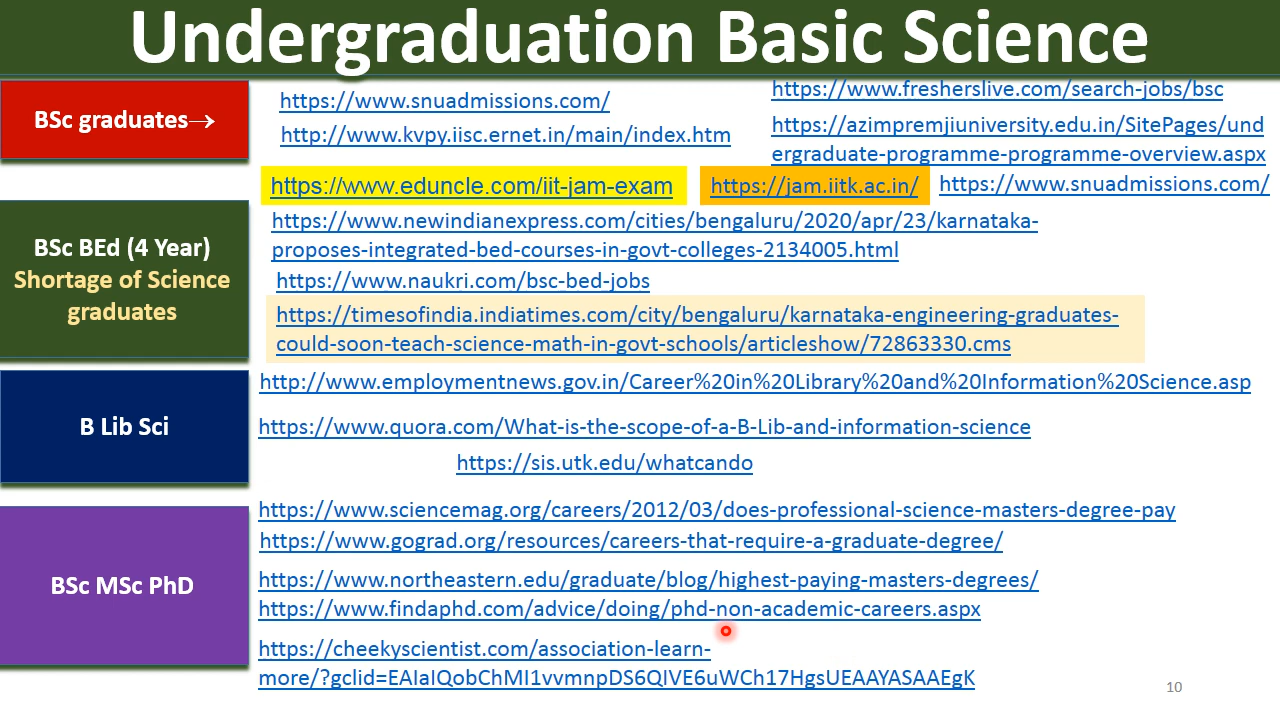 Undergraduation Basic Science
BSc graduates→
https://www.snuadmissions.com/
http://www.kvpy.iisc.ernet.in/main/index.htm
https://www.fresherslive.com/search-jobs/bsc
https://azimpremjiuniversity.edu.in/SitePages/und
ergraduate-programme-programme-overview.aspx
https://www.eduncle.com/iit-jam-exam
https://jam.iitk.ac.in/
https://www.snuadmissions.com/
BSc BEd (4 Year)
Shortage of Science
graduates
https://www.newindianexpress.com/cities/bengaluru/2020/apr/23/karnataka-
proposes-integrated-bed-courses-in-govt-colleges-2134005.html
https://www.naukri.com/bsc-bed-jobs
https://timesofindia.indiatimes.com/city/bengaluru/karnataka-engineering-graduates-
could-soon-teach-science-math-in-govt-schools/articleshow/72863330.cms
B Lib Sci
http://www.employmentnews.gov.in/Career%20in%20Library%20and%20Information%20Science.asp
https://www.quora.com/What-is-the-scope-of-a-B-Lib-and-information-science
https://sis.utk.edu/whatcando
BSc MSc PhD
https://www.sciencemag.org/careers/2012/03/does-professional-science-masters-degree-pay
https://www.gograd.org/resources/careers-that-require-a-graduate-degree/
https://www.northeastern.edu/graduate/blog/highest-paying-masters-degrees/
https://www.findaphd.com/advice/doing/phd-non-academic-careers.aspx
https://cheekyscientist.com/association-learn-
more/?gclid=EAIaIQobChMI1vvmnpDS6QIVE6uWCh17HgsUEAAYASAAEgK
10